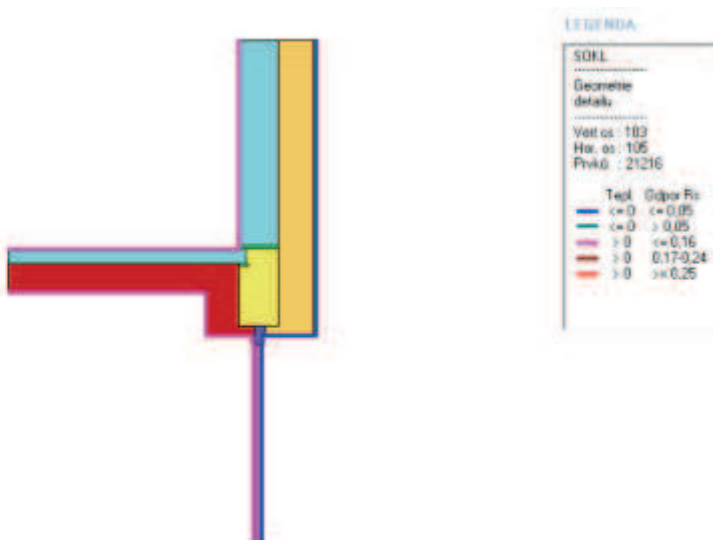 LEGENDA
SOKL
Geometrie
detailu
Vert.os : 103
Hor. os : 105
Prvků : 21216
Tepl. Odpor Rs
<= 0 <= 0,05
<= 0 > 0,05
> 0 <= 0,16
> 0 0.17-0,24
> 0 >= 0,25